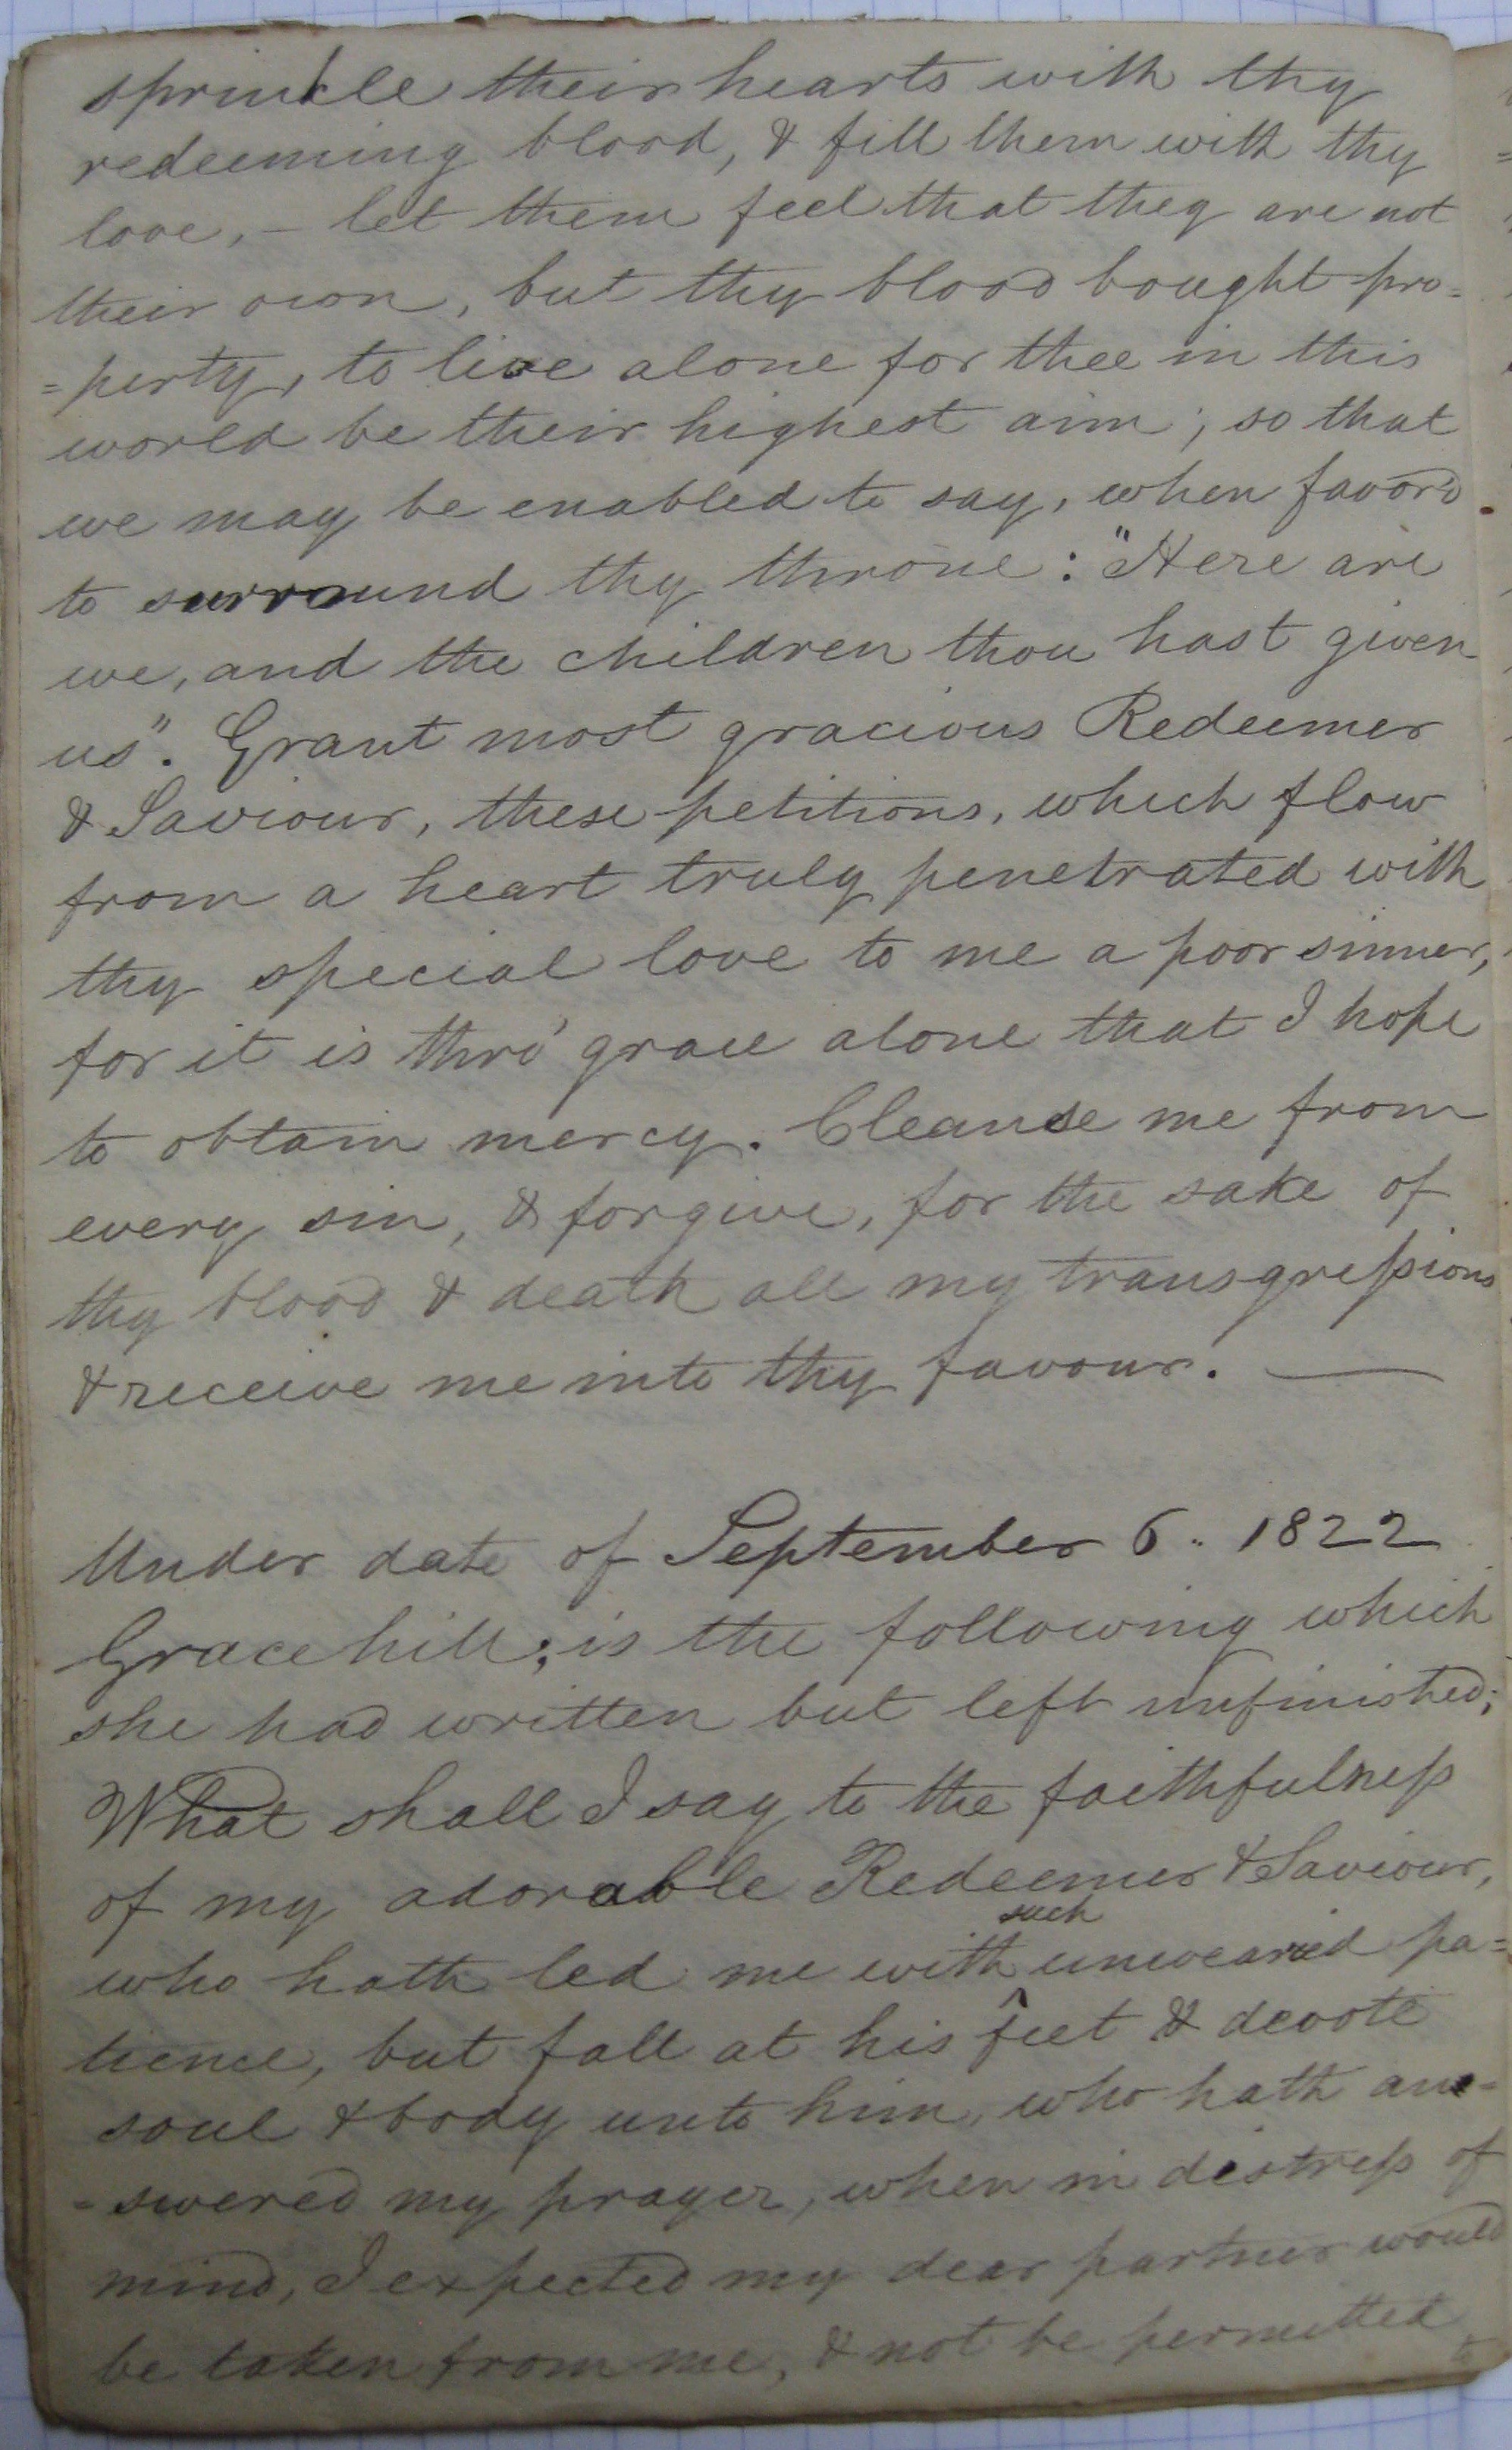 sprinkle their hearts with thy
redeeming blood, & fill them with thy
love, – let them feel that they are not
their own, but thy blood bought pro=
=perty, to live alone for thee in this
world be their highest aim; so that
we may be enabled to say, when favor'd
to surround thy throne: "Here are
we, and the children thou hast given
us". Grant most gracious Redeemer
& Saviour, these petitions, which flow
from a heart truly penetrated with
thy special love to me a poor sinner,
for it is thro' grace alone that I hope
to obtain mercy. Cleanse me from
every sin, & forgive, for the sake of
thy blood & death all my transgreſsions
& receive me into thy favour. —
Under date of September 6. 1822
Gracehill; is the following which
she had written but left unfinished;
What shall I say to the faithfulneſs
of my adorable Redeemer & Saviour,
who hath led me with such unwearied pa=
tience, but fall at his feet & devote
soul & body unto him, who hath an=
=swered my prayer, when in distreſs of
mind, I expected my dear partner would
be taken from me, & not be permitted
to